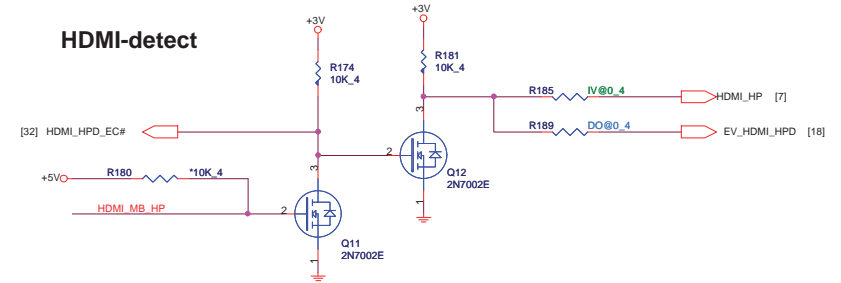 +3V
+3V
HDMI-detect
R174
10K_4
R181
10K_4
R185
IV@0_4
HDMI_HP [7]
3
[32] HDMI_HPD_EC#
R189
DO@0_4
EV_HDMI_HPD [18]
2
3
Q12
2N7002E
+5V
R180
*10K_4
1
HDMI_MB_HP
2
Q11
2N7002E
1